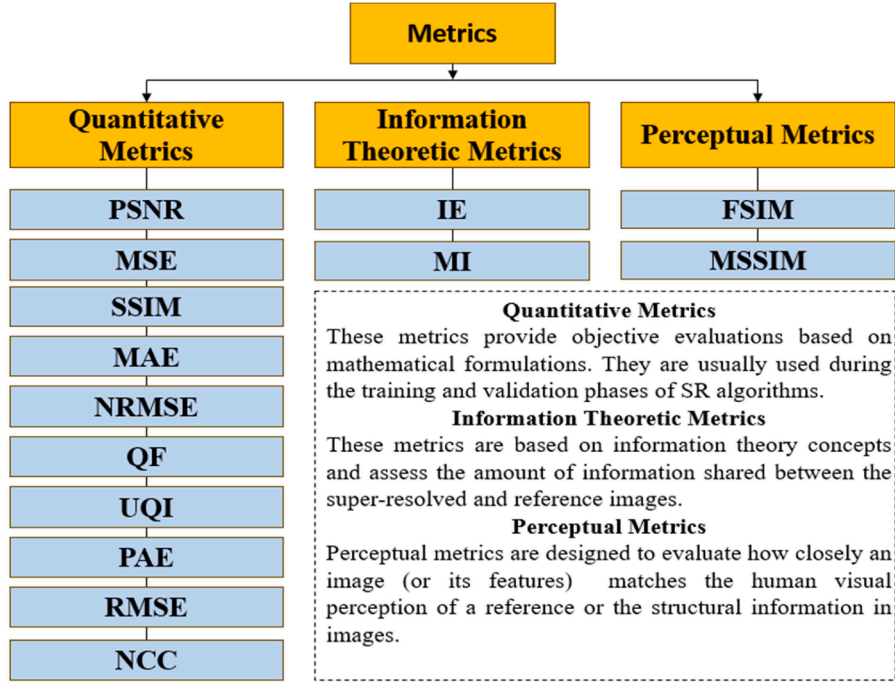 Metrics
Quantitative
Metrics
PSNR
MSE
SSIM
MAE
NRMSE
QF
UQI
PAE
RMSE
NCC
Information
Theoretic Metrics
IE
MI
Perceptual Metrics
FSIM
MSSIM
Quantitative Metrics
These metrics provide objective evaluations based on
mathematical formulations. They are usually used during
the training and validation phases of SR algorithms.
Information Theoretic Metrics
These metrics are based on information theory concepts
and assess the amount of information shared between the
super-resolved and reference images.
Perceptual Metrics
Perceptual metrics are designed to evaluate how closely an
image (or its features) matches the human visual
perception of a reference or the structural information in
images.